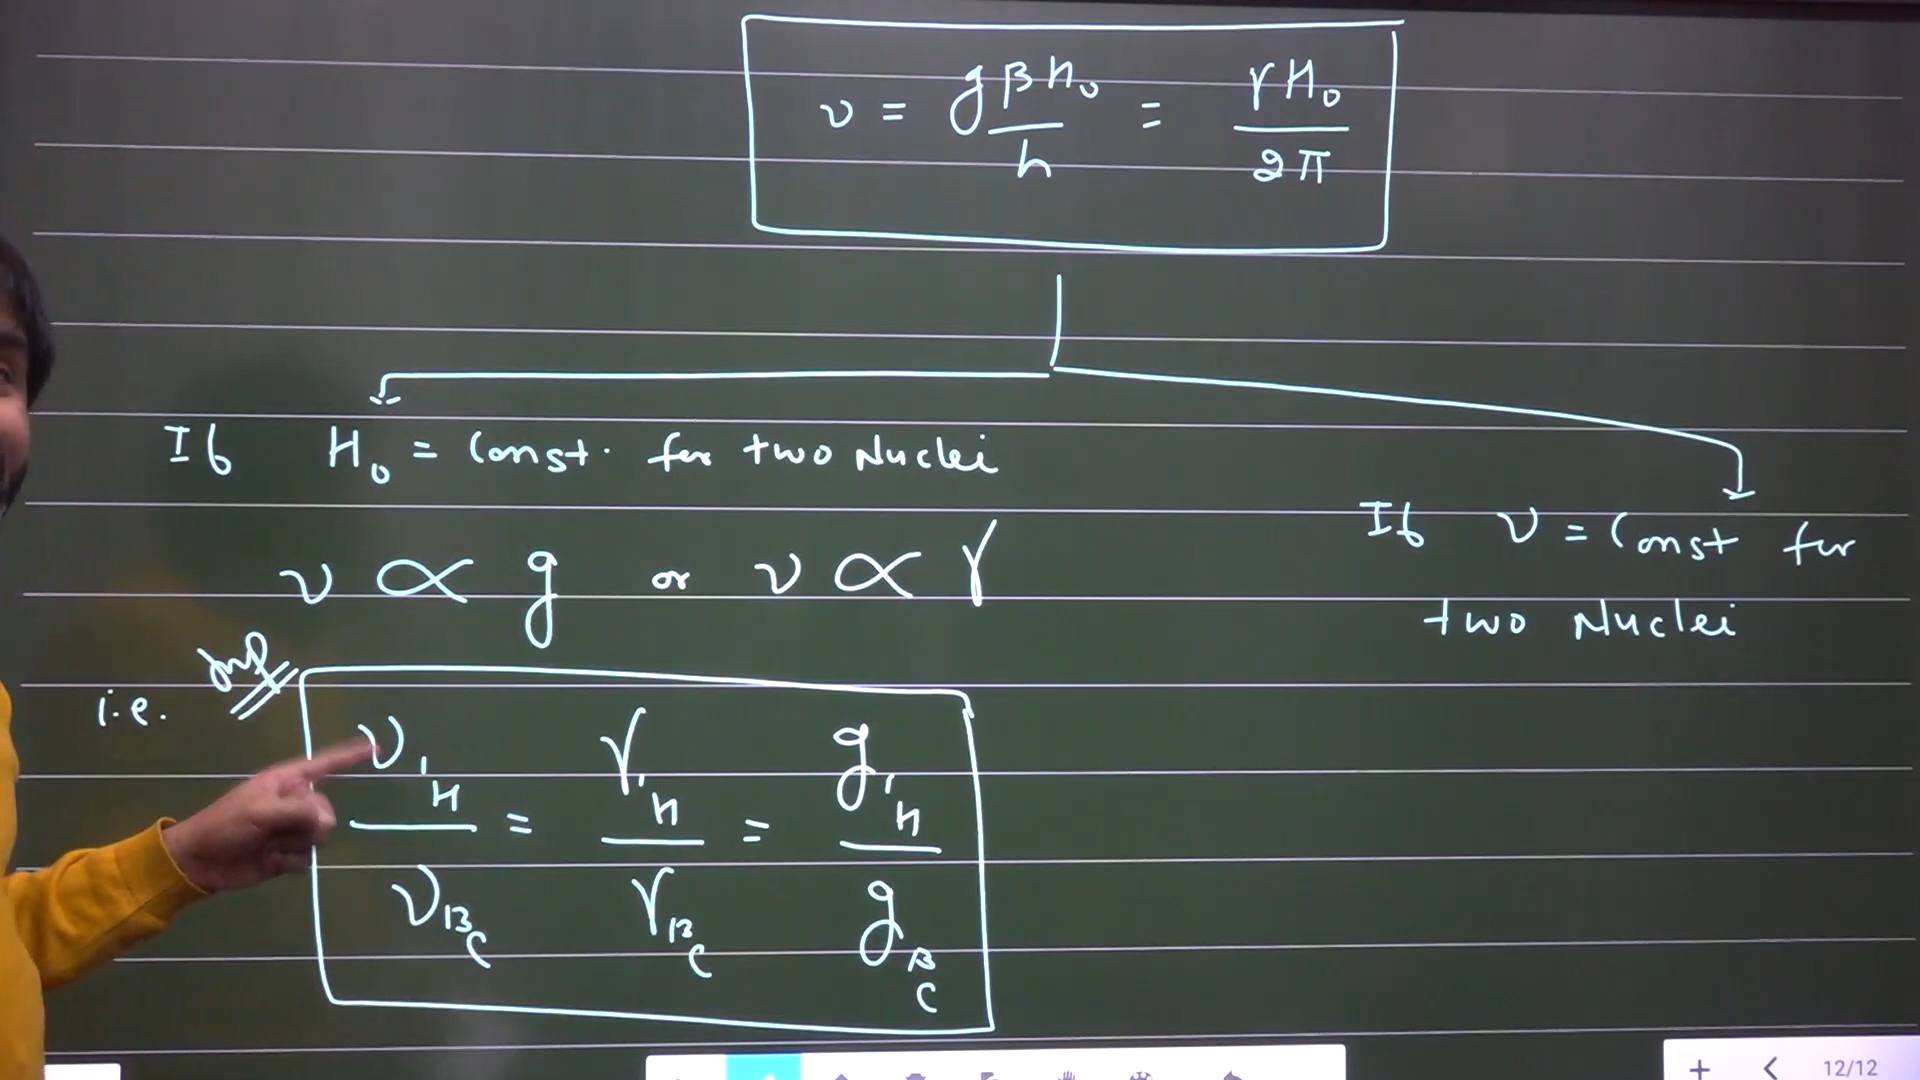 ν = gβH₀/h = γH₀/2π
If H₀ = Const. for two Nuclei
ν ∝ g or ν ∝ γ
If ν = Const for
two Nuclei
Imp
i.e. ν¹H/ν¹³C = γ¹H/γ¹³C = g¹H/g¹³C
+ < 12/12